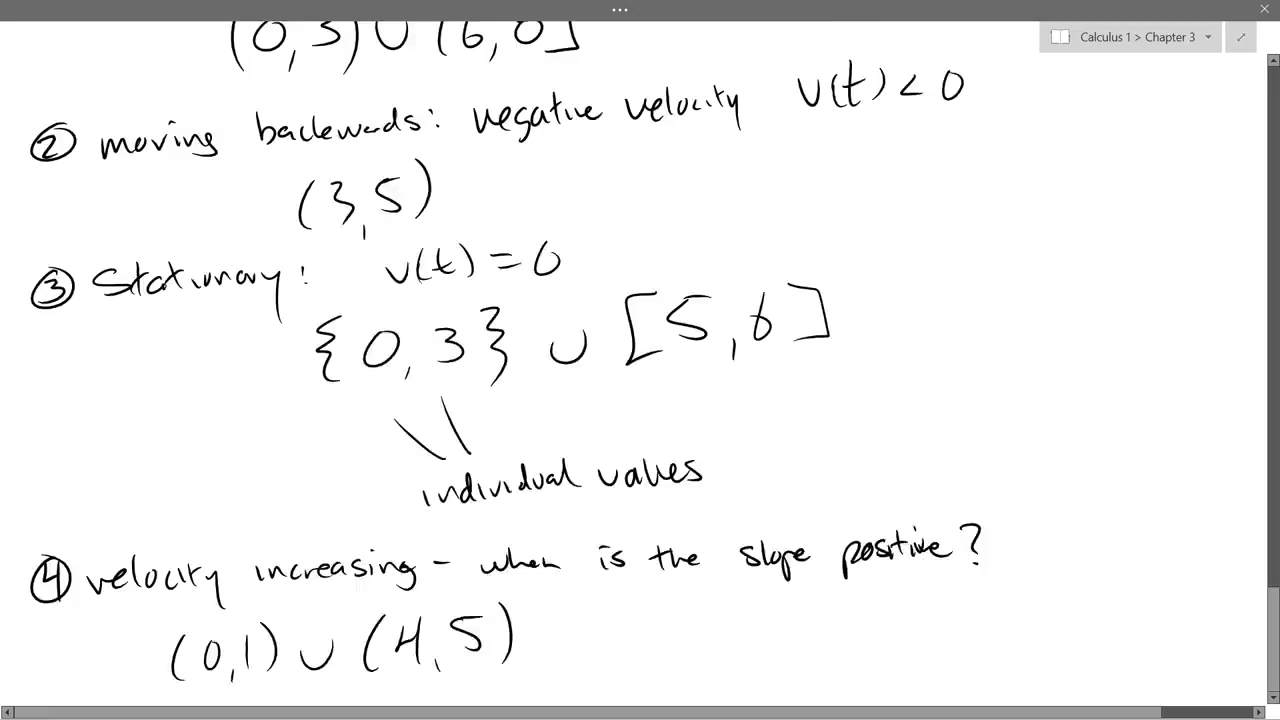 Calculus 1 > Chapter 3
(0,3) ∪ (6,
② moving backwards: negative velocity v(t) < 0
(3,5)
③ Stationary: v(t) = 0
{0,3} ∪ [5,6]
individual values
④ velocity increasing - when is the slope positive?
(0,1) ∪ (4,5)